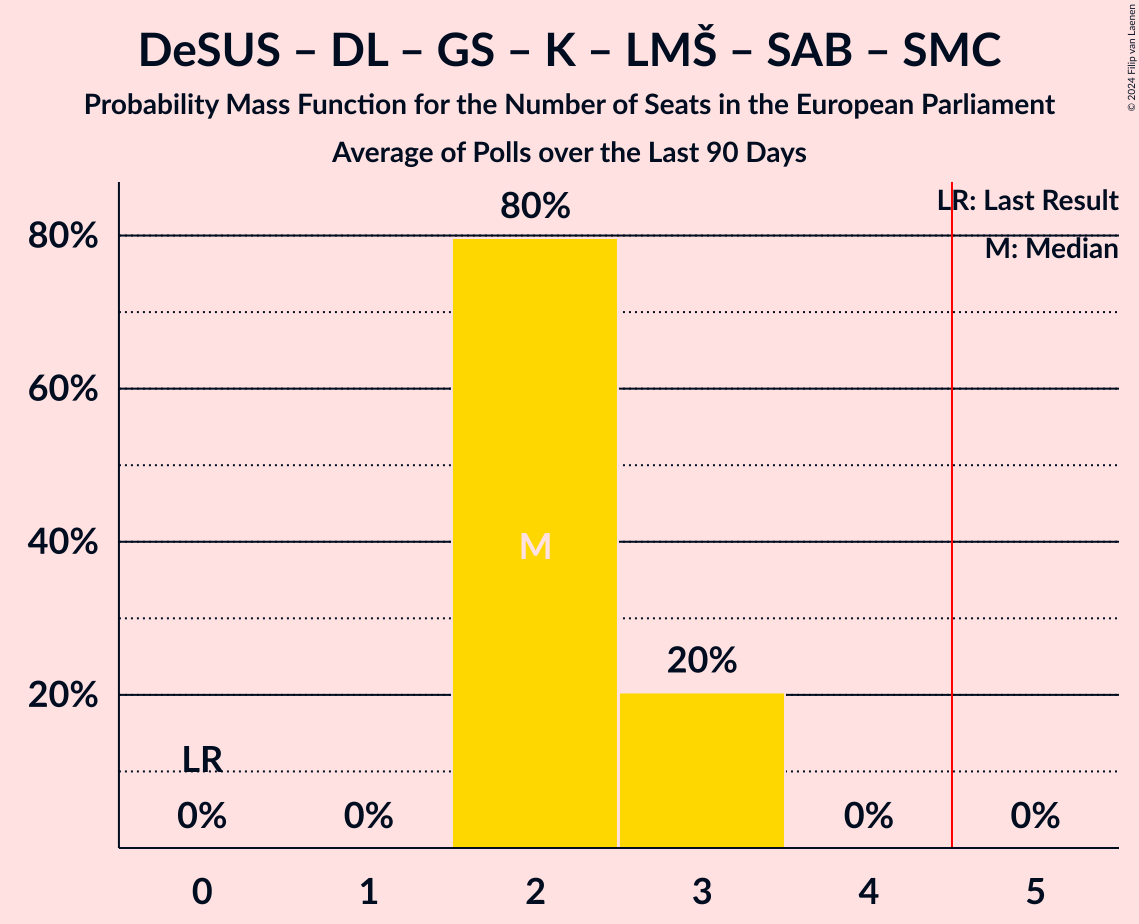 DeSUS – DL – GS – K – LMŠ – SAB – SMC
Probability Mass Function for the Number of Seats in the European Parliament
Average of Polls over the Last 90 Days
© 2024 Filip van Laenen
LR: Last Result
M: Median
80%
60%
40%
20%
80%
M
20%
LR
0%
0%
0%
0%
0 1 2 3 4 5